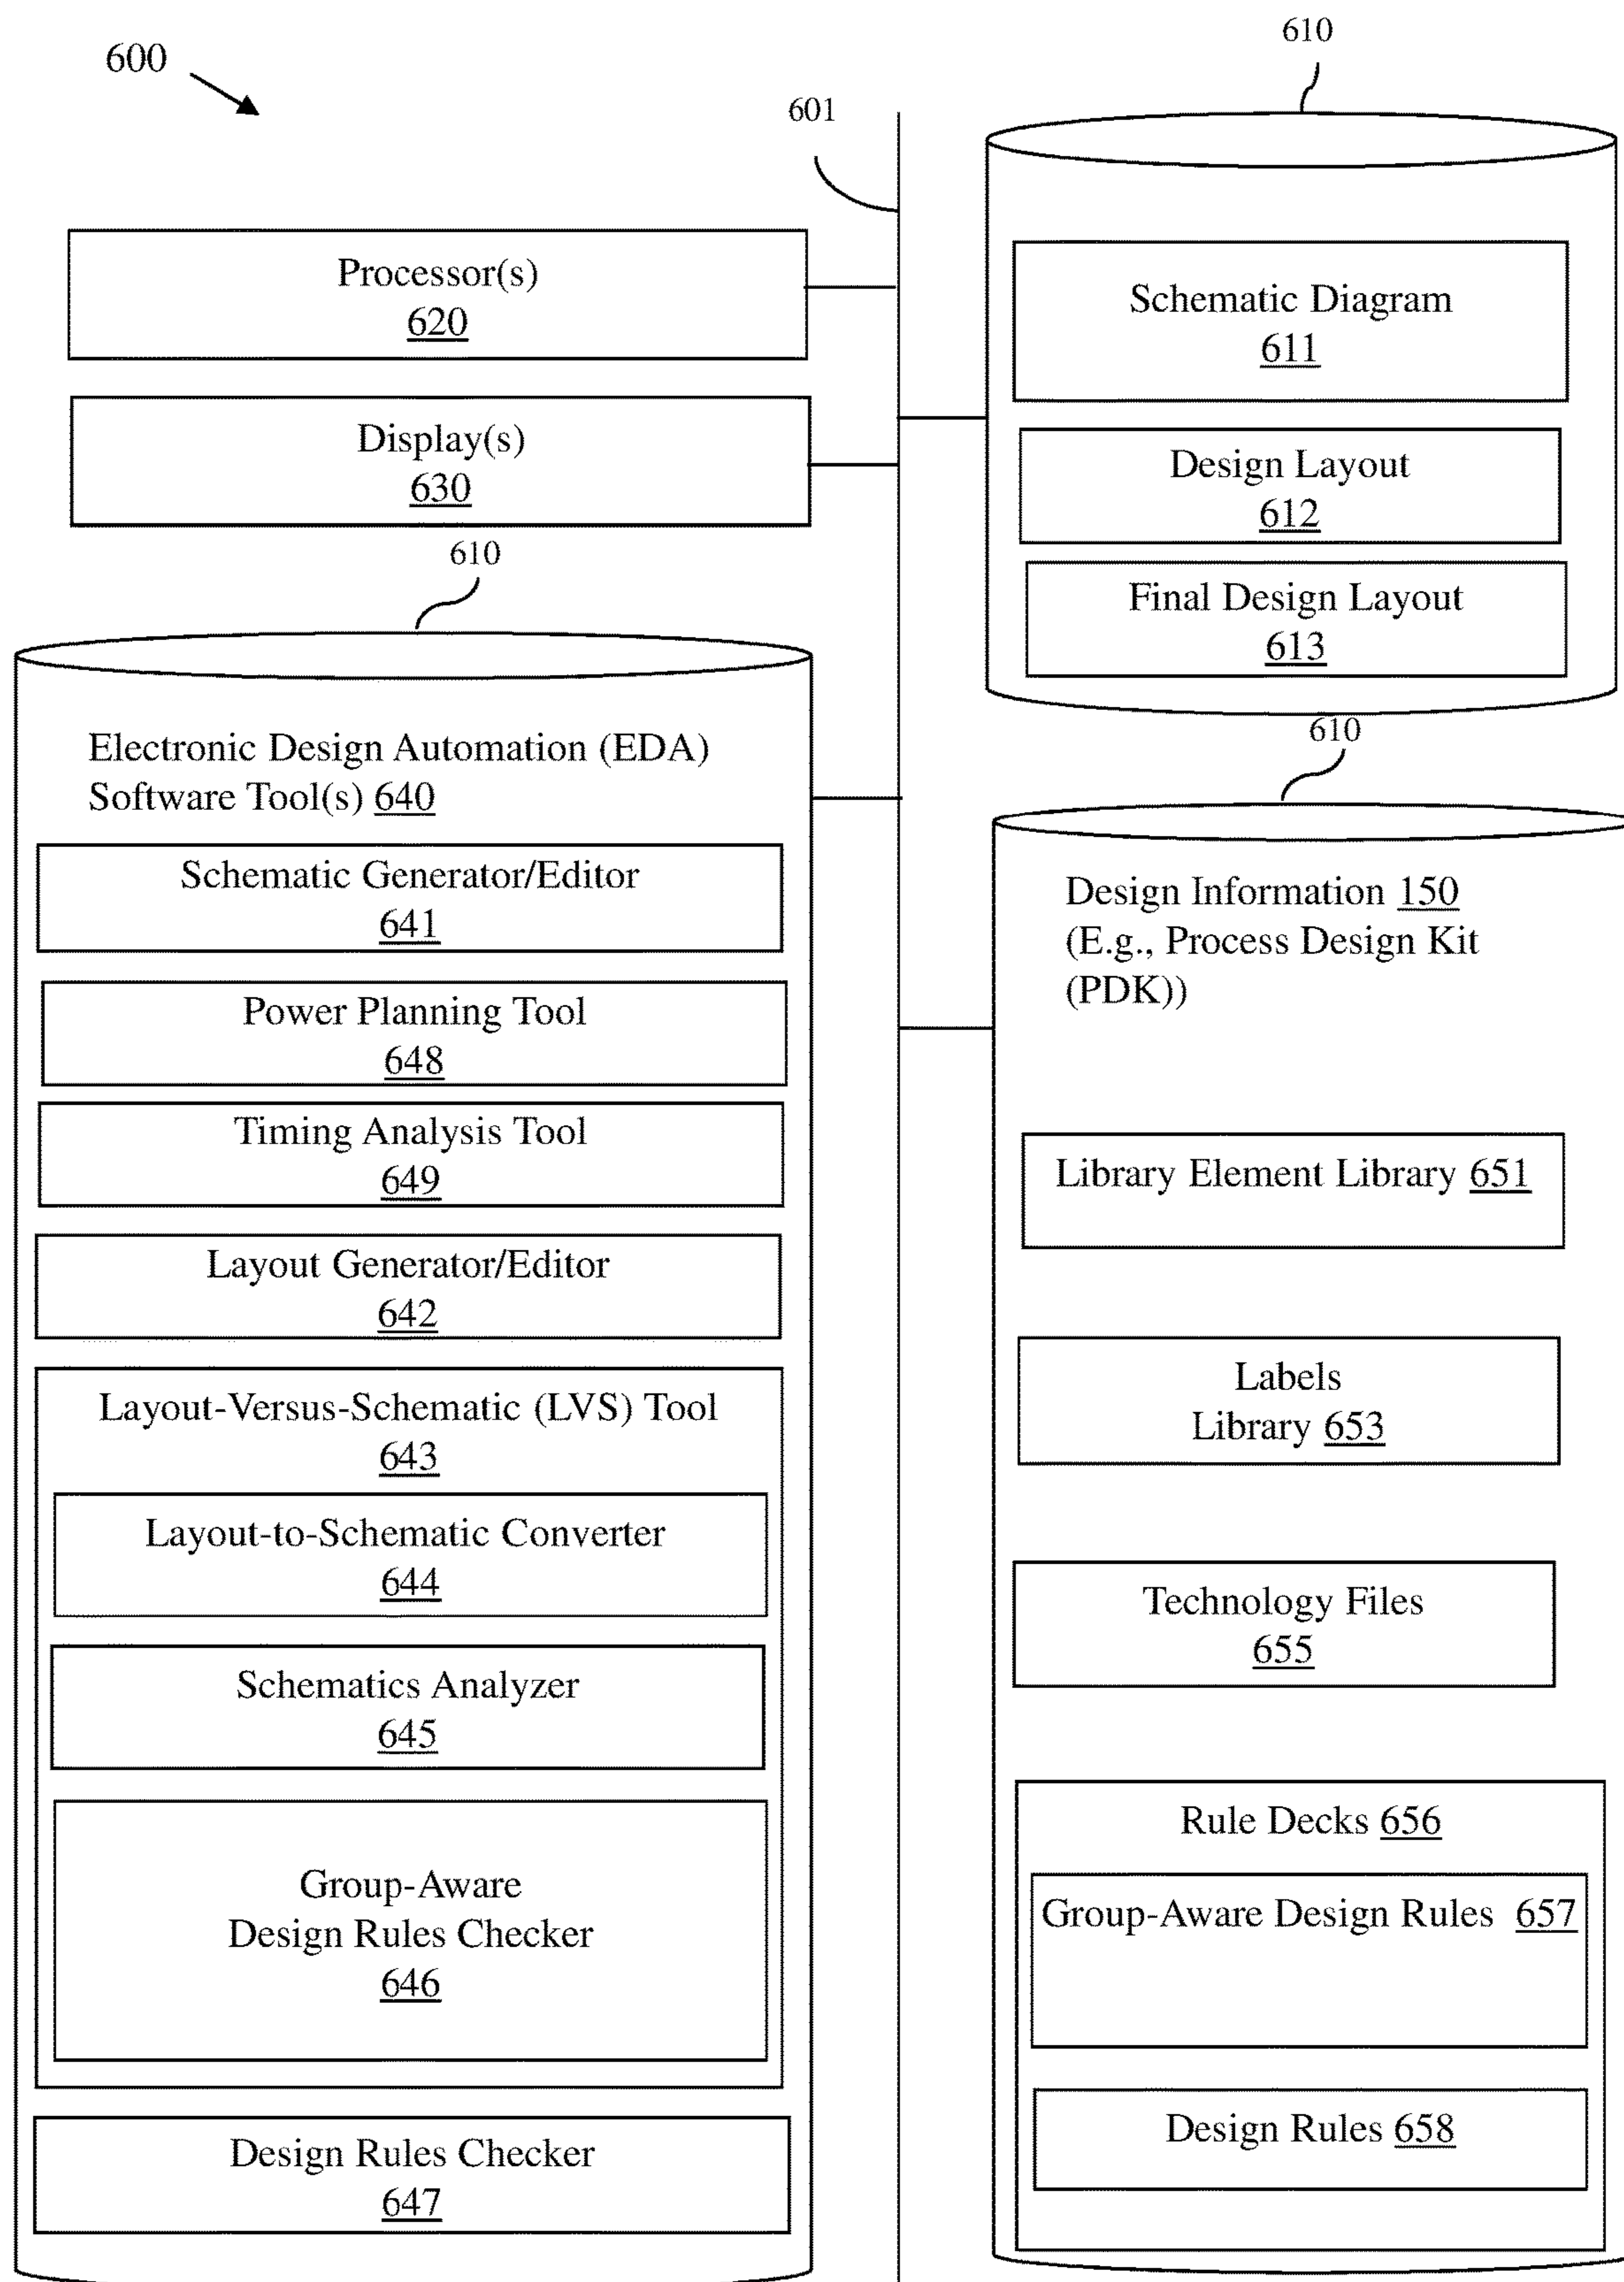 600
601
610
Processor(s)
620
Display(s)
630
Schematic Diagram
611
Design Layout
612
Final Design Layout
613
610
Electronic Design Automation (EDA)
Software Tool(s) 640
Schematic Generator/Editor
641
Power Planning Tool
648
Timing Analysis Tool
649
Layout Generator/Editor
642
Layout-Versus-Schematic (LVS) Tool
643
Layout-to-Schematic Converter
644
Schematics Analyzer
645
Group-Aware
Design Rules Checker
646
Design Rules Checker
647
610
Design Information 150
(E.g., Process Design Kit
(PDK))
Library Element Library 651
Labels
Library 653
Technology Files
655
Rule Decks 656
Group-Aware Design Rules 657
Design Rules 658